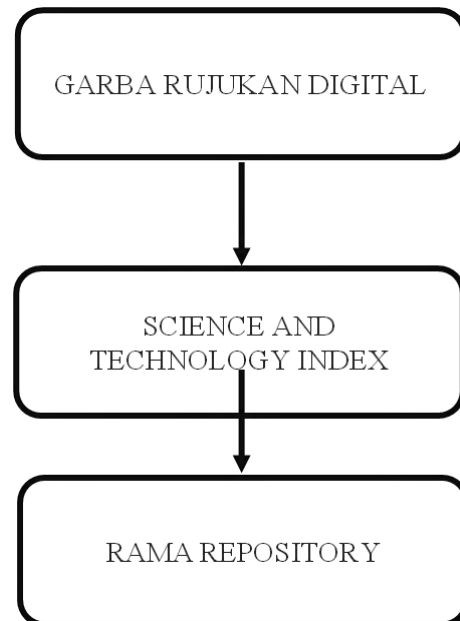 GARBA RUJUKAN DIGITAL
SCIENCE AND
TECHNOLOGY INDEX
RAMA REPOSITORY